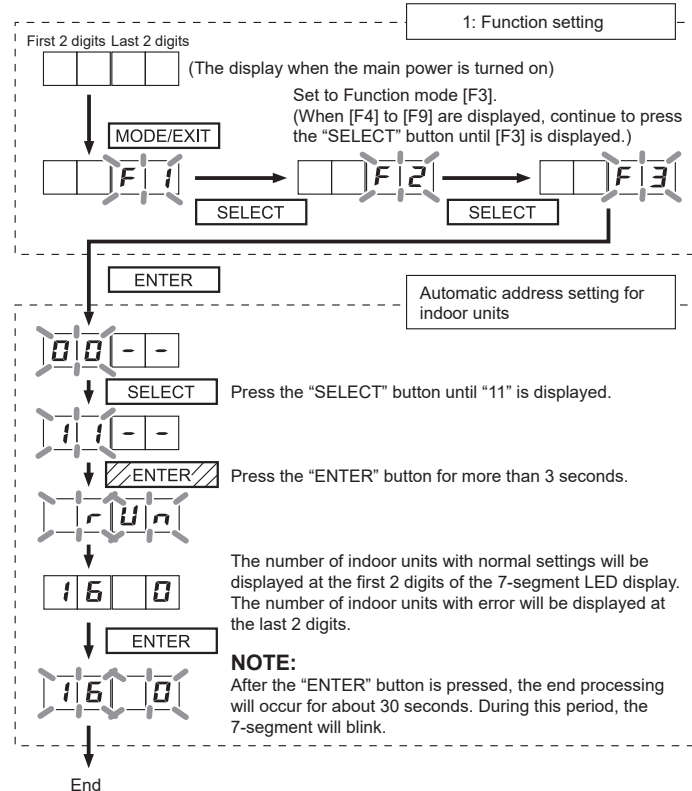 1: Function setting
First 2 digits Last 2 digits
(The display when the main power is turned on)
Set to Function mode [F3].
(When [F4] to [F9] are displayed, continue to press
the “SELECT” button until [F3] is displayed.)
MODE/EXIT
F 1
F 2
F 3
SELECT
SELECT
ENTER
Automatic address setting for
indoor units
0 0 - -
SELECT
Press the “SELECT” button until “11” is displayed.
1 1 - -
ENTER
Press the “ENTER” button for more than 3 seconds.
r U n
The number of indoor units with normal settings will be
displayed at the first 2 digits of the 7-segment LED display.
The number of indoor units with error will be displayed at
the last 2 digits.
1 6 0
ENTER
NOTE:
After the “ENTER” button is pressed, the end processing
will occur for about 30 seconds. During this period, the
7-segment will blink.
1 6 0
End